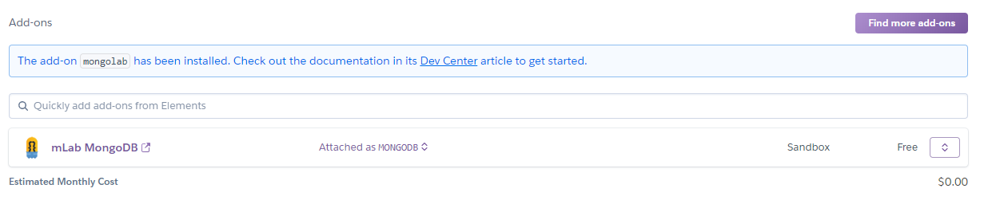 Add-ons
Find more add-ons
The add-on mongolab has been installed. Check out the documentation in its Dev Center article to get started.
Quickly add add-ons from Elements
mLab MongoDB Attached as MONGODB Sandbox Free
Estimated Monthly Cost $0.00